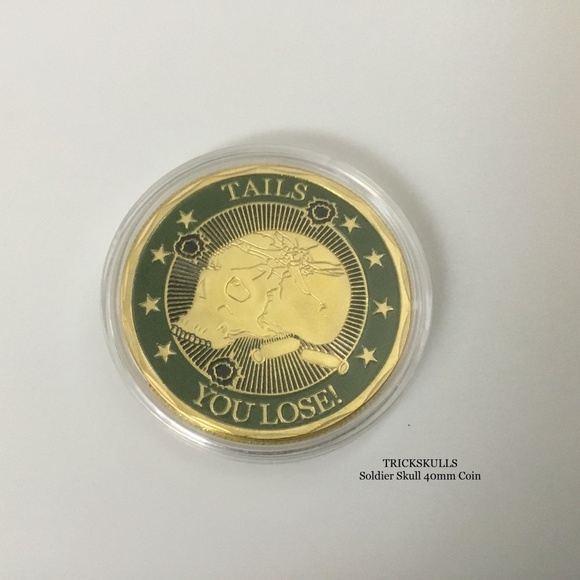 TAILS
YOU LOSE!
TRICKSKULLS
Soldier Skull 40mm Coin